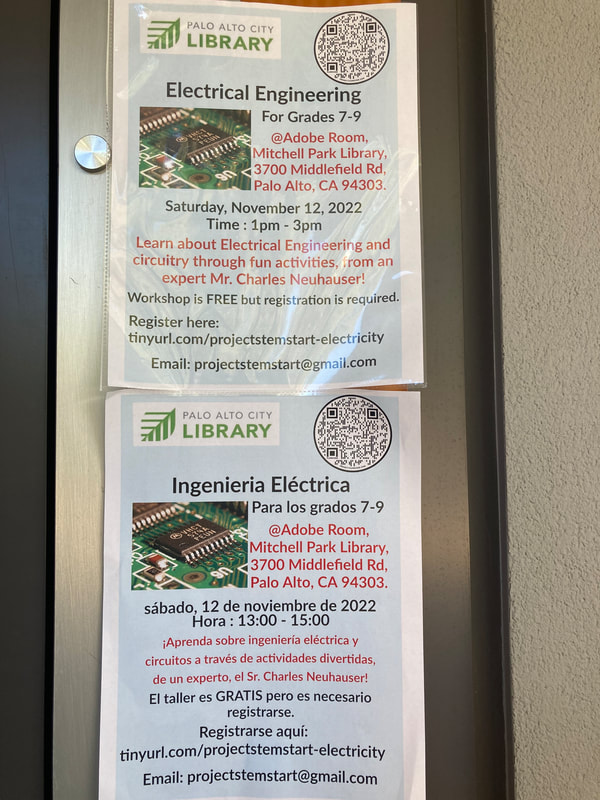 PALO ALTO CITY
LIBRARY
Electrical Engineering
For Grades 7-9
@Adobe Room,
Mitchell Park Library,
3700 Middlefield Rd,
Palo Alto, CA 94303.
Saturday, November 12, 2022
Time : 1pm - 3pm
Learn about Electrical Engineering and
circuitry through fun activities, from an
expert Mr. Charles Neuhauser!
Workshop is FREE but registration is required.
Register here:
tinyurl.com/projectstemstart-electricity
Email: projectstemstart@gmail.com
PALO ALTO CITY
LIBRARY
Ingenieria Eléctrica
Para los grados 7-9
@Adobe Room,
Mitchell Park Library,
3700 Middlefield Rd,
Palo Alto, CA 94303.
sábado, 12 de noviembre de 2022
Hora : 13:00 - 15:00
¡Aprenda sobre ingeniería eléctrica y
circuitos a través de actividades divertidas,
de un experto, el Sr. Charles Neuhauser!
El taller es GRATIS pero es necesario
registrarse.
Registrarse aquí:
tinyurl.com/projectstemstart-electricity
Email: projectstemstart@gmail.com